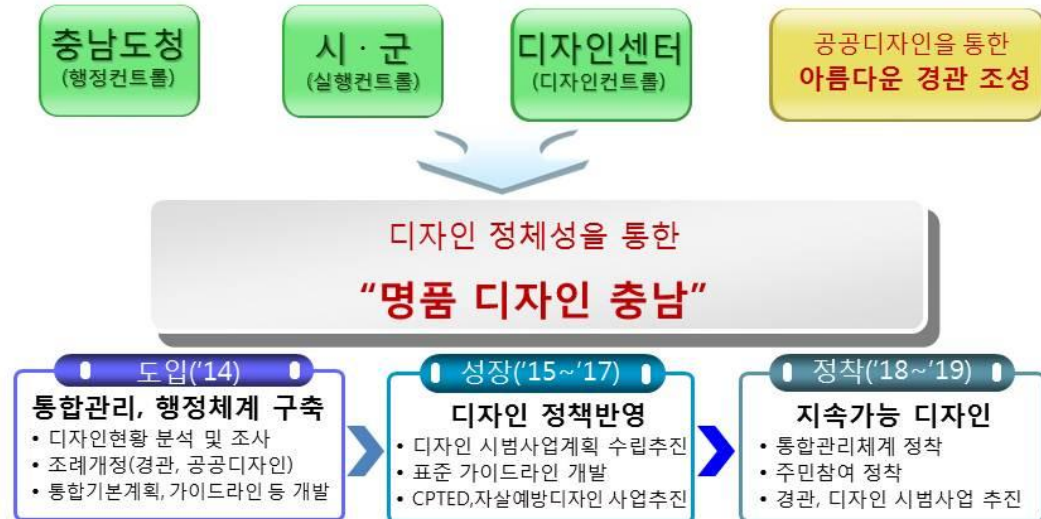 충남도청
(행정컨트롤)
시 · 군
(실행컨트롤)
디자인센터
(디자인컨트롤)
공공디자인을 통한
아름다운 경관 조성
디자인 정체성을 통한
“명품 디자인 충남”
도입('14)
통합관리, 행정체계 구축
• 디자인현황 분석 및 조사
• 조례개정(경관, 공공디자인)
• 통합기본계획, 가이드라인 등 개발
성장('15~'17)
디자인 정책반영
• 디자인 시범사업계획 수립추진
• 표준 가이드라인 개발
• CPTED,자살예방디자인 사업추진
정착('18~'19)
지속가능 디자인
• 통합관리체계 정착
• 주민참여 정착
• 경관, 디자인 시범사업 추진